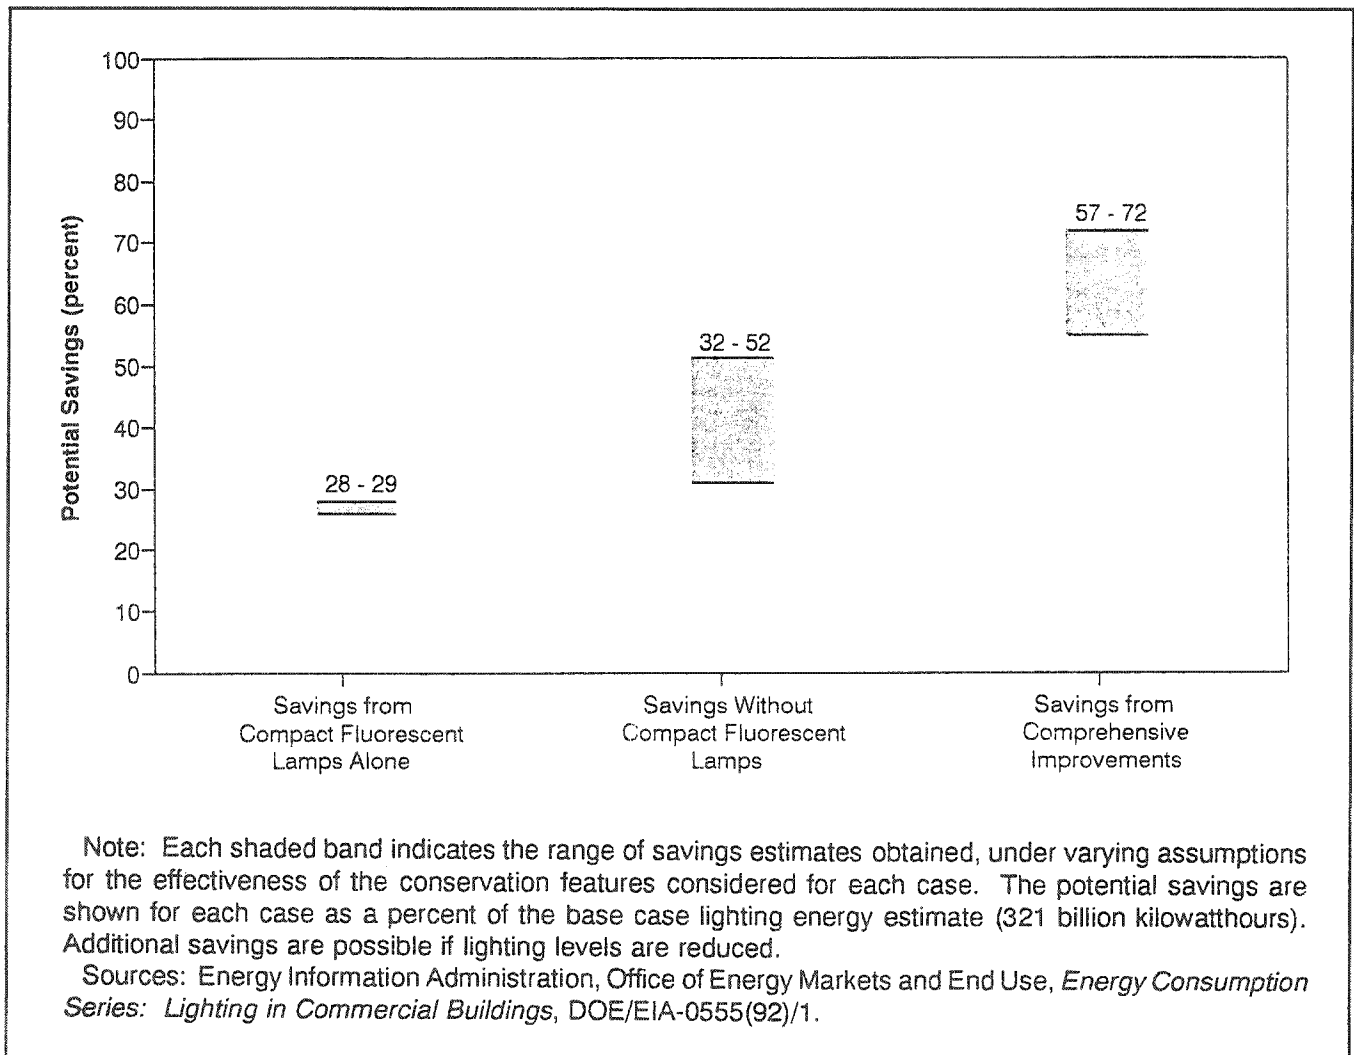 100
90
80
70
60
50
40
30
20
10
0
Potential Savings (percent)
28 - 29
32 - 52
57 - 72
Savings from
Compact Fluorescent
Lamps Alone
Savings Without
Compact Fluorescent
Lamps
Savings from
Comprehensive
Improvements
Note: Each shaded band indicates the range of savings estimates obtained, under varying assumptions
for the effectiveness of the conservation features considered for each case. The potential savings are
shown for each case as a percent of the base case lighting energy estimate (321 billion kilowatthours).
Additional savings are possible if lighting levels are reduced.
Sources: Energy Information Administration, Office of Energy Markets and End Use, Energy Consumption
Series: Lighting in Commercial Buildings, DOE/EIA-0555(92)/1.